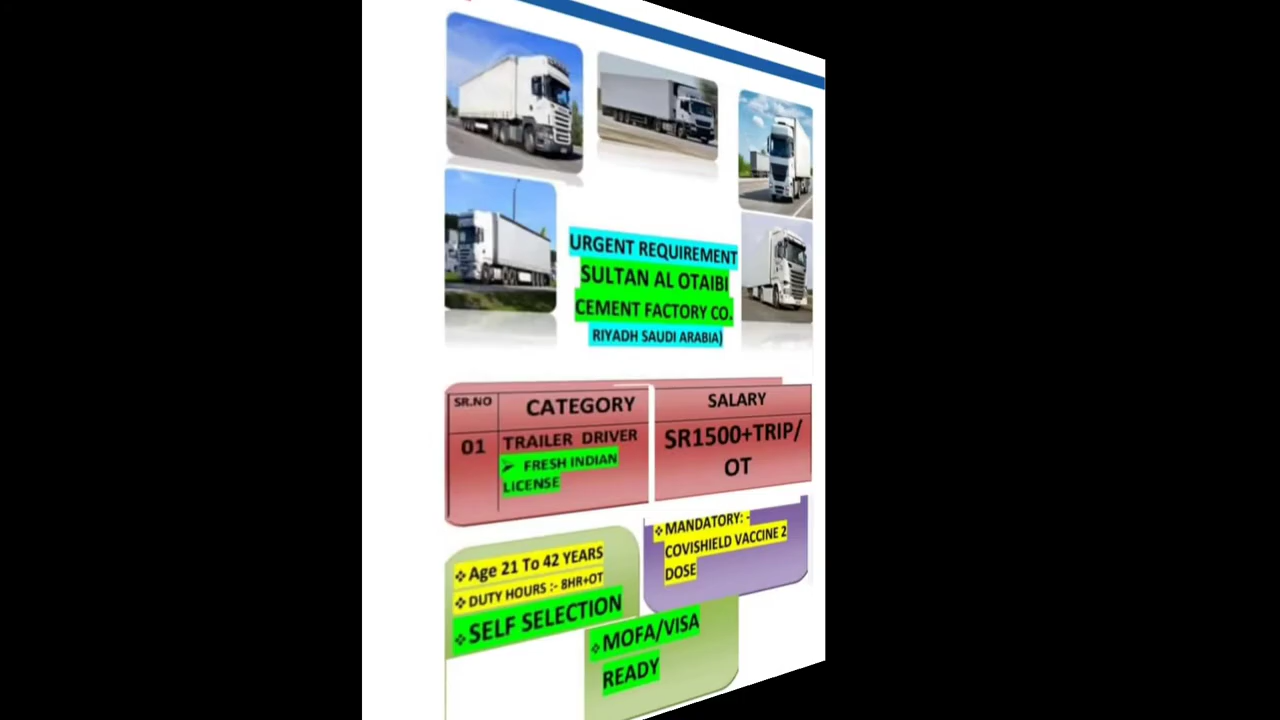 URGENT REQUIREMENT
SULTAN AL OTAIBI
CEMENT FACTORY CO.
RIYADH SAUDI ARABIA)
SR.NO CATEGORY SALARY
01 TRAILER DRIVER SR1500+TRIP/
➢ FRESH INDIAN OT
LICENSE
❖ MANDATORY: -
COVISHIELD VACCINE 2
DOSE
❖ Age 21 To 42 YEARS
❖ DUTY HOURS :- 8HR+OT
❖ SELF SELECTION
❖ MOFA/VISA
READY